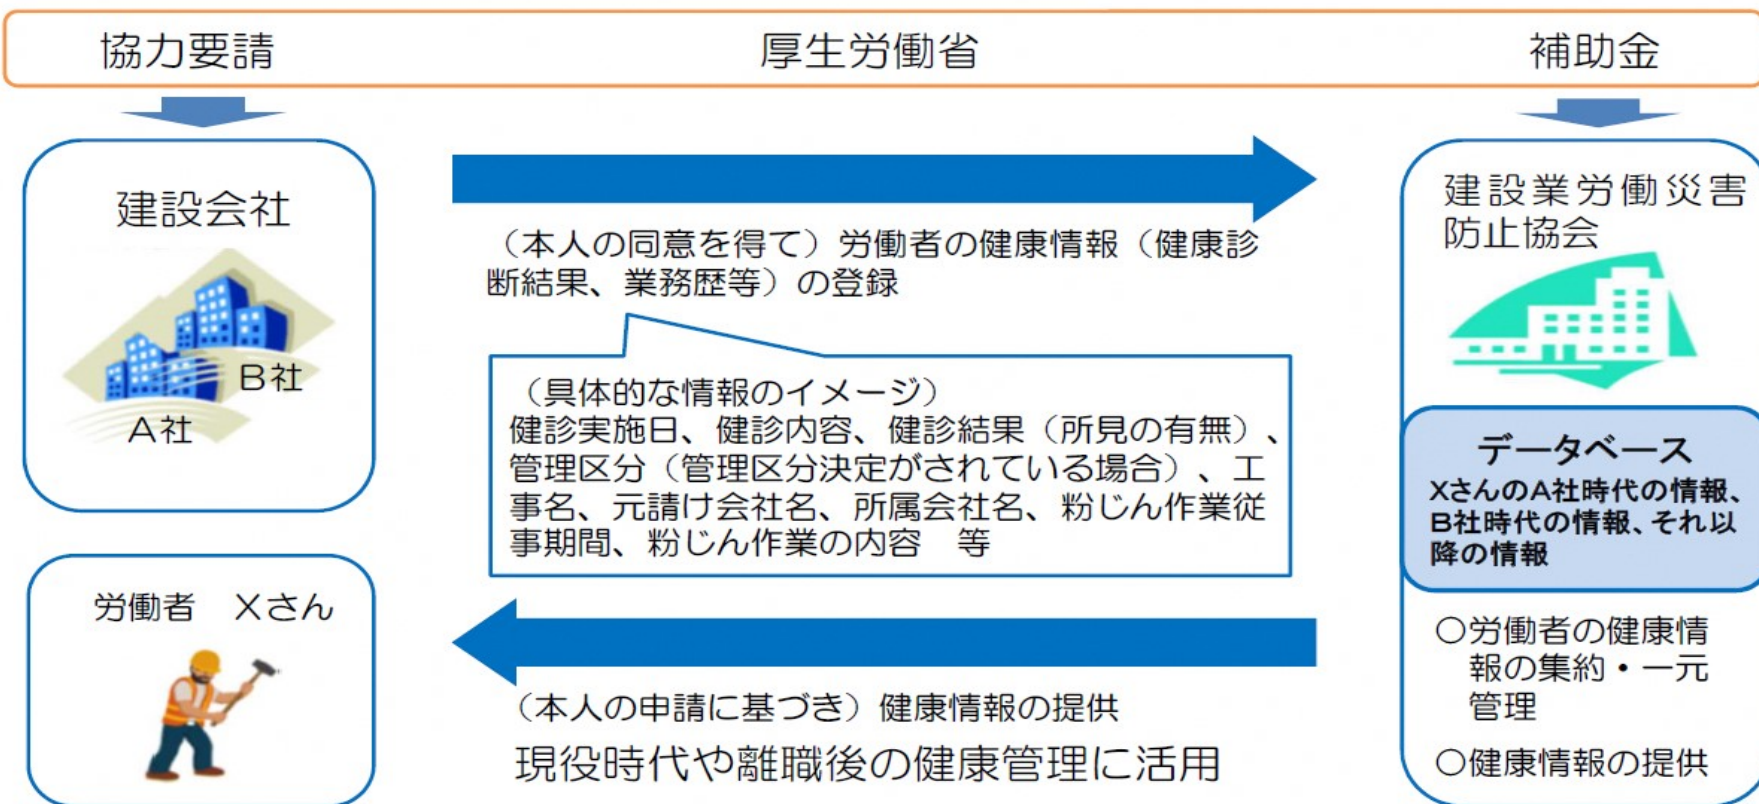 協力要請
厚生労働省
補助金
建設会社
B社
A社
(本人の同意を得て)労働者の健康情報(健康診
断結果、業務歴等)の登録
(具体的な情報のイメージ)
健診実施日、健診内容、健診結果(所見の有無)、
管理区分(管理区分決定がされている場合)、工
事名、元請け会社名、所属会社名、粉じん作業従
事期間、粉じん作業の内容 等
建設業労働災害
防止協会
データベース
XさんのA社時代の情報、
B社時代の情報、それ以
降の情報
○労働者の健康情
報の集約・一元
管理
○健康情報の提供
労働者 Xさん
(本人の申請に基づき)健康情報の提供
現役時代や離職後の健康管理に活用